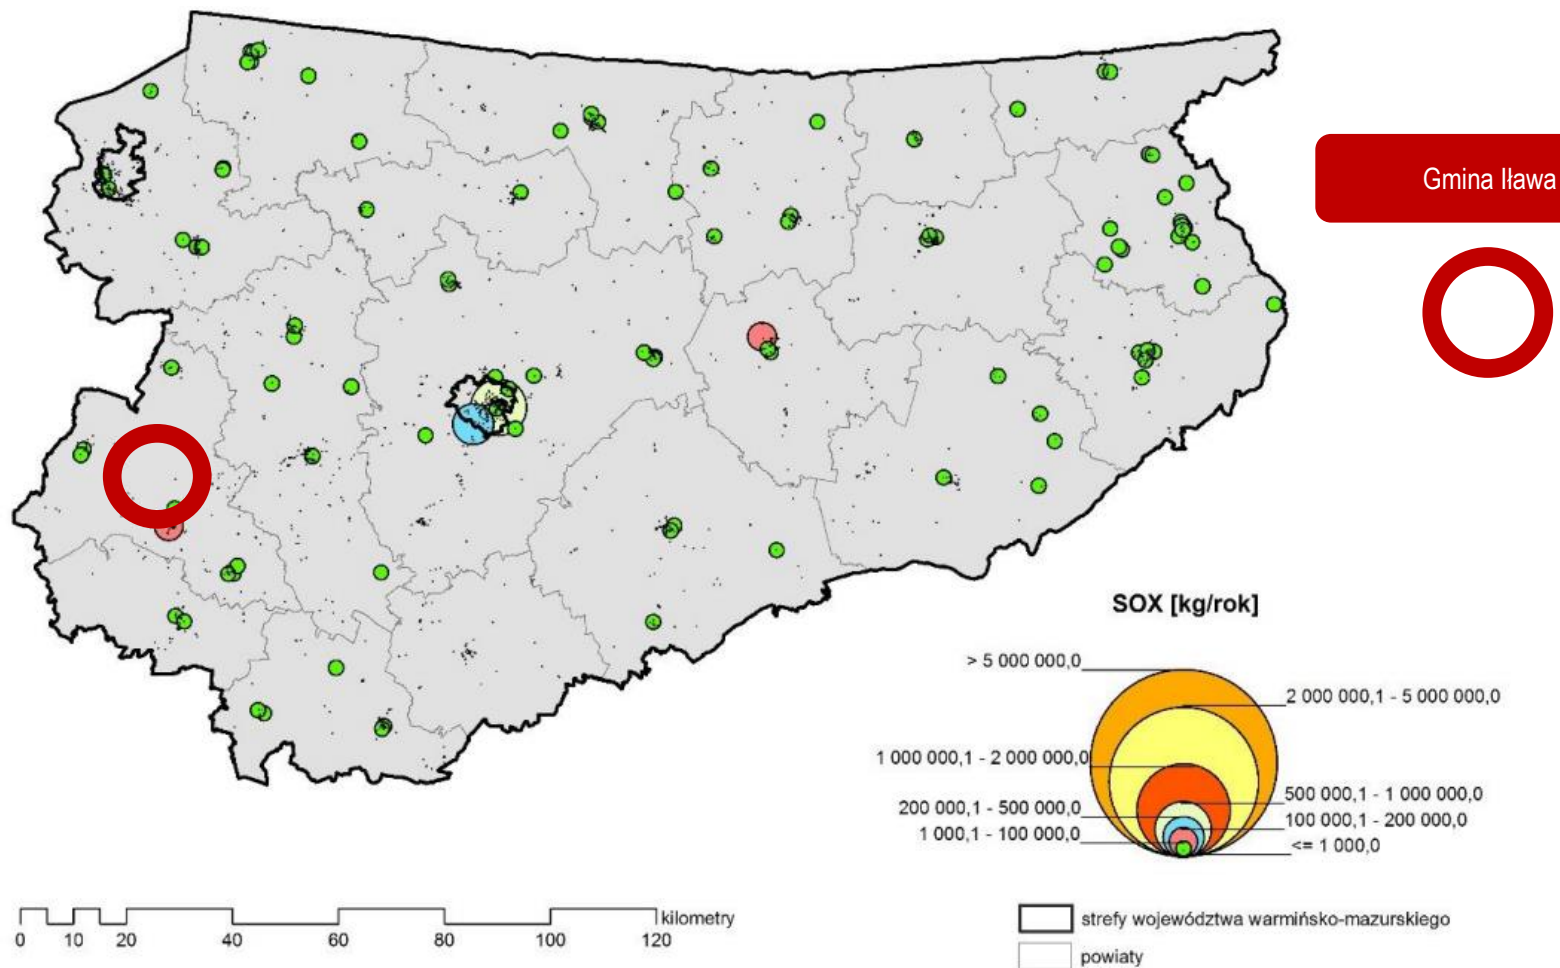 Gmina Iława
SOX [kg/rok]
> 5 000 000,0
2 000 000,1 - 5 000 000,0
1 000 000,1 - 2 000 000,0
500 000,1 - 1 000 000,0
200 000,1 - 500 000,0
100 000,1 - 200 000,0
1 000,1 - 100 000,0
<= 1 000,0
kilometry
0 10 20 40 60 80 100 120
strefy województwa warmińsko-mazurskiego
powiaty